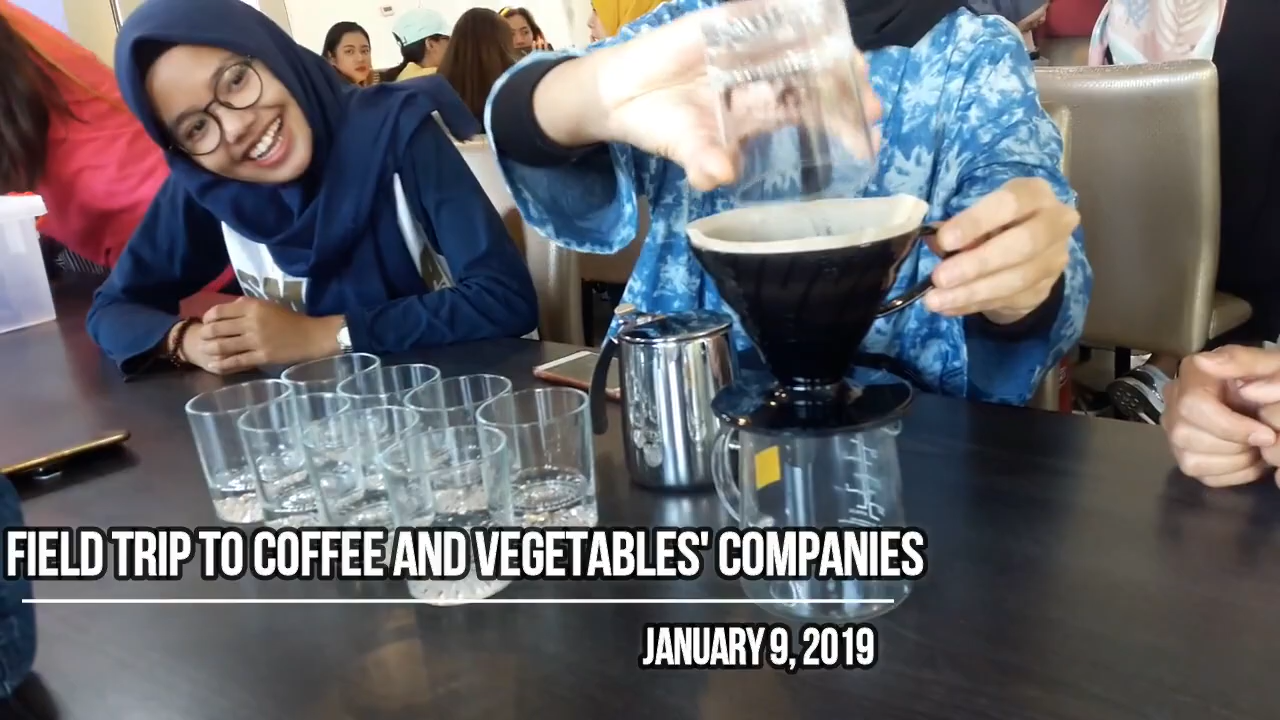 FIELD TRIP TO COFFEE AND VEGETABLES' COMPANIES
JANUARY 9, 2019